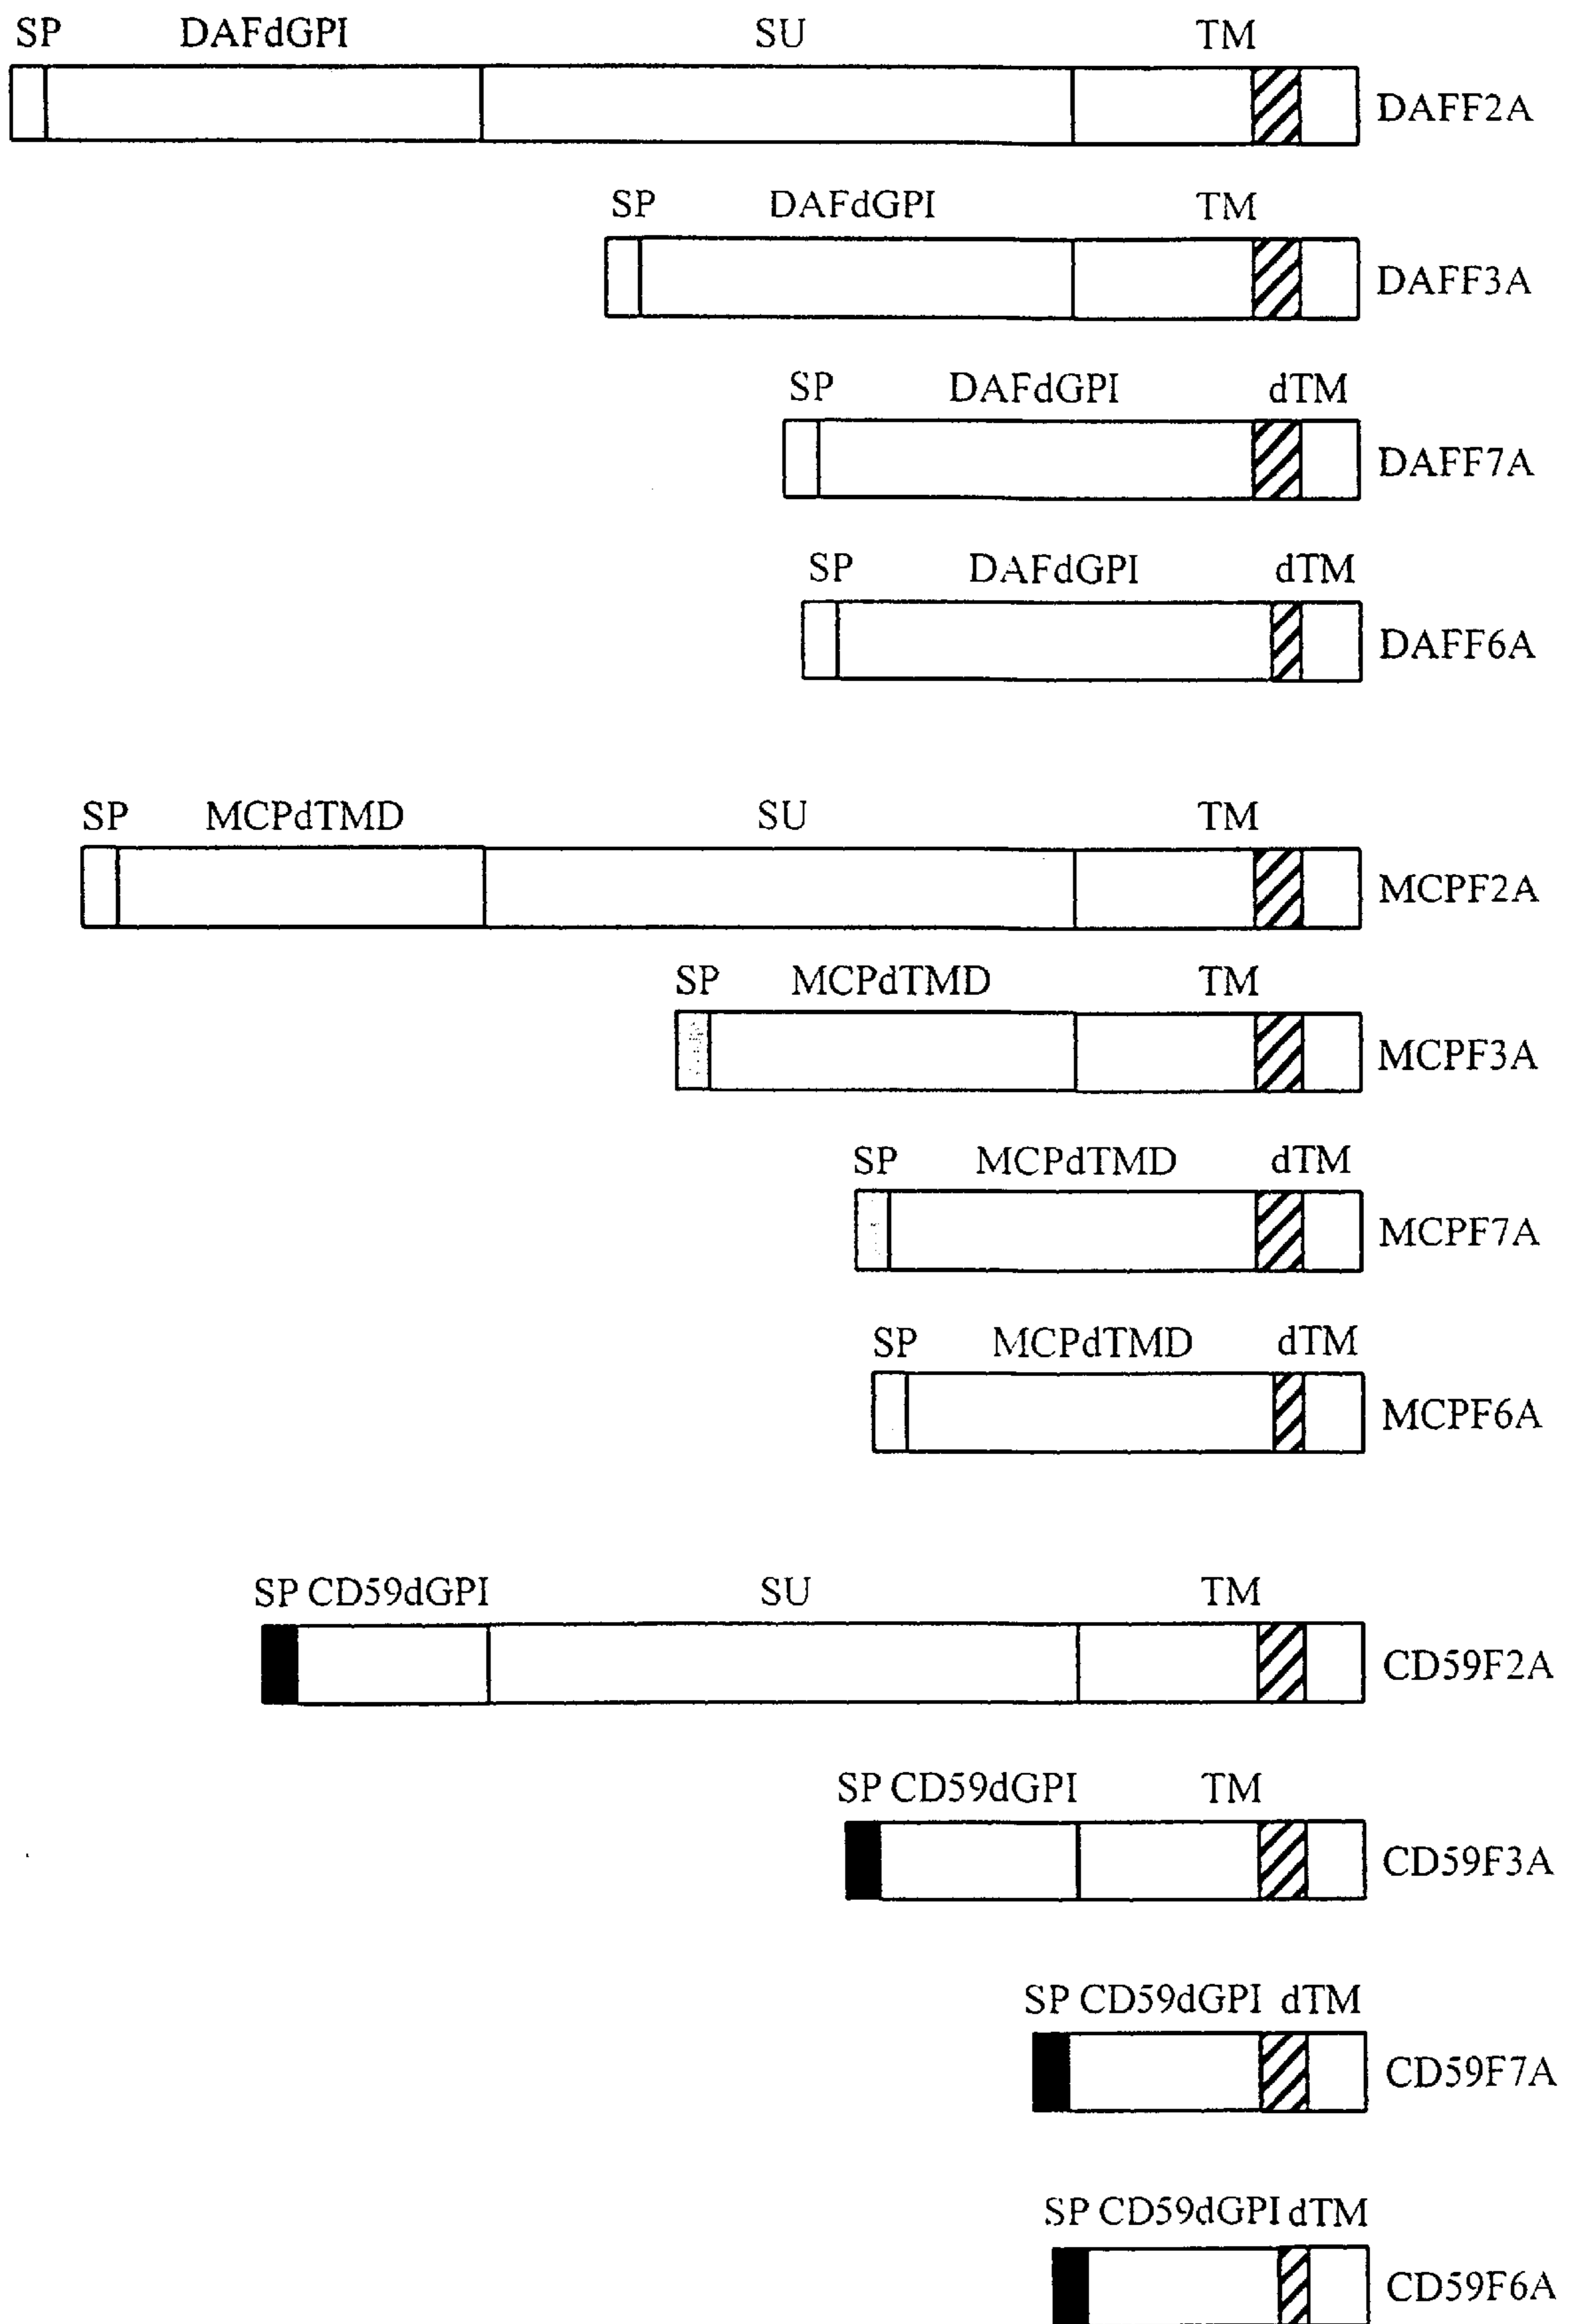 SP DAFdGPI SU TM
DAFF2A
SP DAFdGPI TM
DAFF3A
SP DAFdGPI dTM
DAFF7A
SP DAFdGPI dTM
DAFF6A
SP MCPdTMD SU TM
MCPF2A
SP MCPdTMD TM
MCPF3A
SP MCPdTMD dTM
MCPF7A
SP MCPdTMD dTM
MCPF6A
SP CD59dGPI SU TM
CD59F2A
SP CD59dGPI TM
CD59F3A
SP CD59dGPI dTM
CD59F7A
SP CD59dGPI dTM
CD59F6A